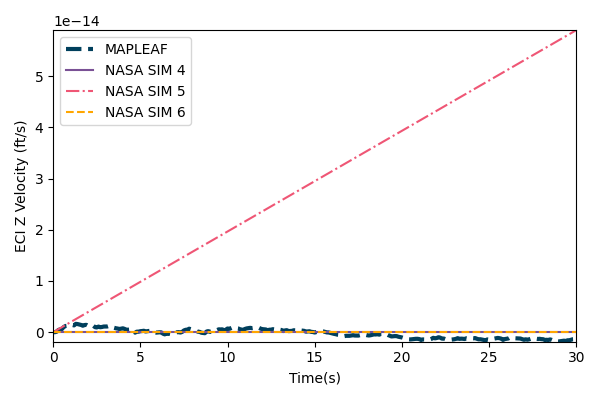 1e−14
MAPLEAF
NASA SIM 4
NASA SIM 5
NASA SIM 6
ECI Z Velocity (ft/s)
5
4
3
2
1
0
0 5 10 15 20 25 30
Time(s)